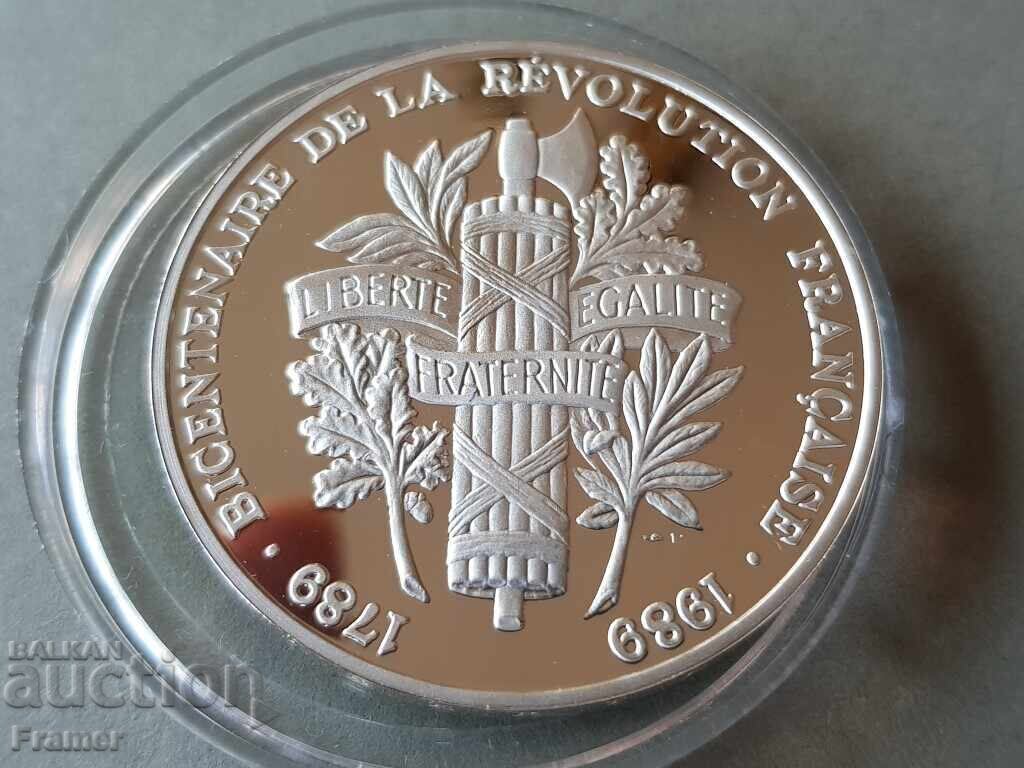 · BICENTENAIRE DE LA RÉVOLUTION FRANÇAISE ·
LIBERTE
EGALITE
FRATERNITE
1789
1989
BALKAN
auction
Framer